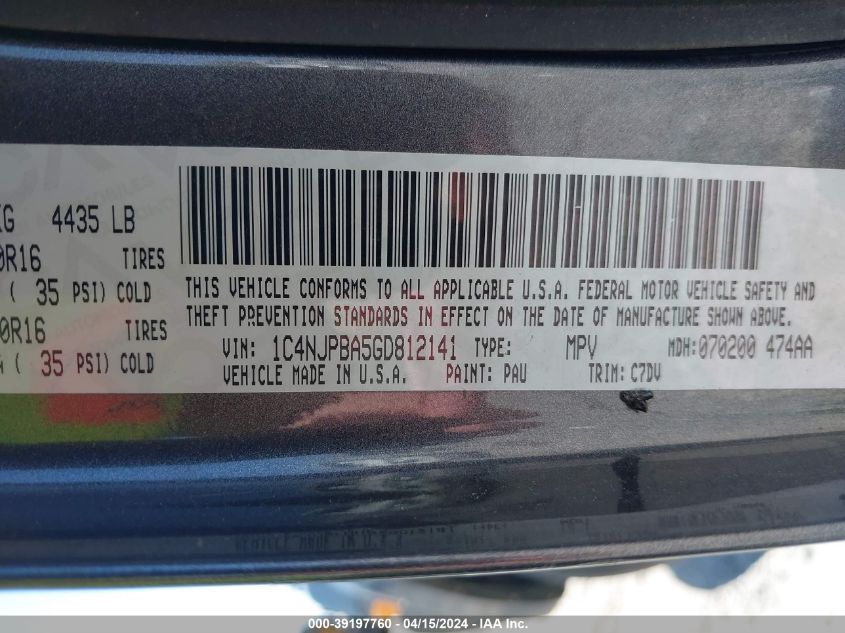 KG 4435 LB
0R16 TIRES
( 35 PSI) COLD
0R16 TIRES
( 35 PSI) COLD
THIS VEHICLE CONFORMS TO ALL APPLICABLE U.S.A. FEDERAL MOTOR VEHICLE SAFETY AND
THEFT PREVENTION STANDARDS IN EFFECT ON THE DATE OF MANUFACTURE SHOWN ABOVE.
VIN: 1C4NJPBA5GD812141 TYPE: MPV MDH:070200 474AA
VEHICLE MADE IN U.S.A. PAINT: PAU TRIM: C7DV
000-39197760 - 04/15/2024 - IAA Inc.